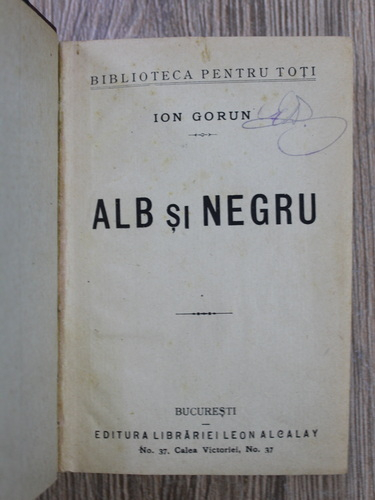 BIBLIOTECA PENTRU TOȚI
ION GORUN
ALB ȘI NEGRU
BUCUREȘTI
EDITURA LIBRĂRIEI LEON ALCALAY
No. 37, Calea Victoriei, No. 37